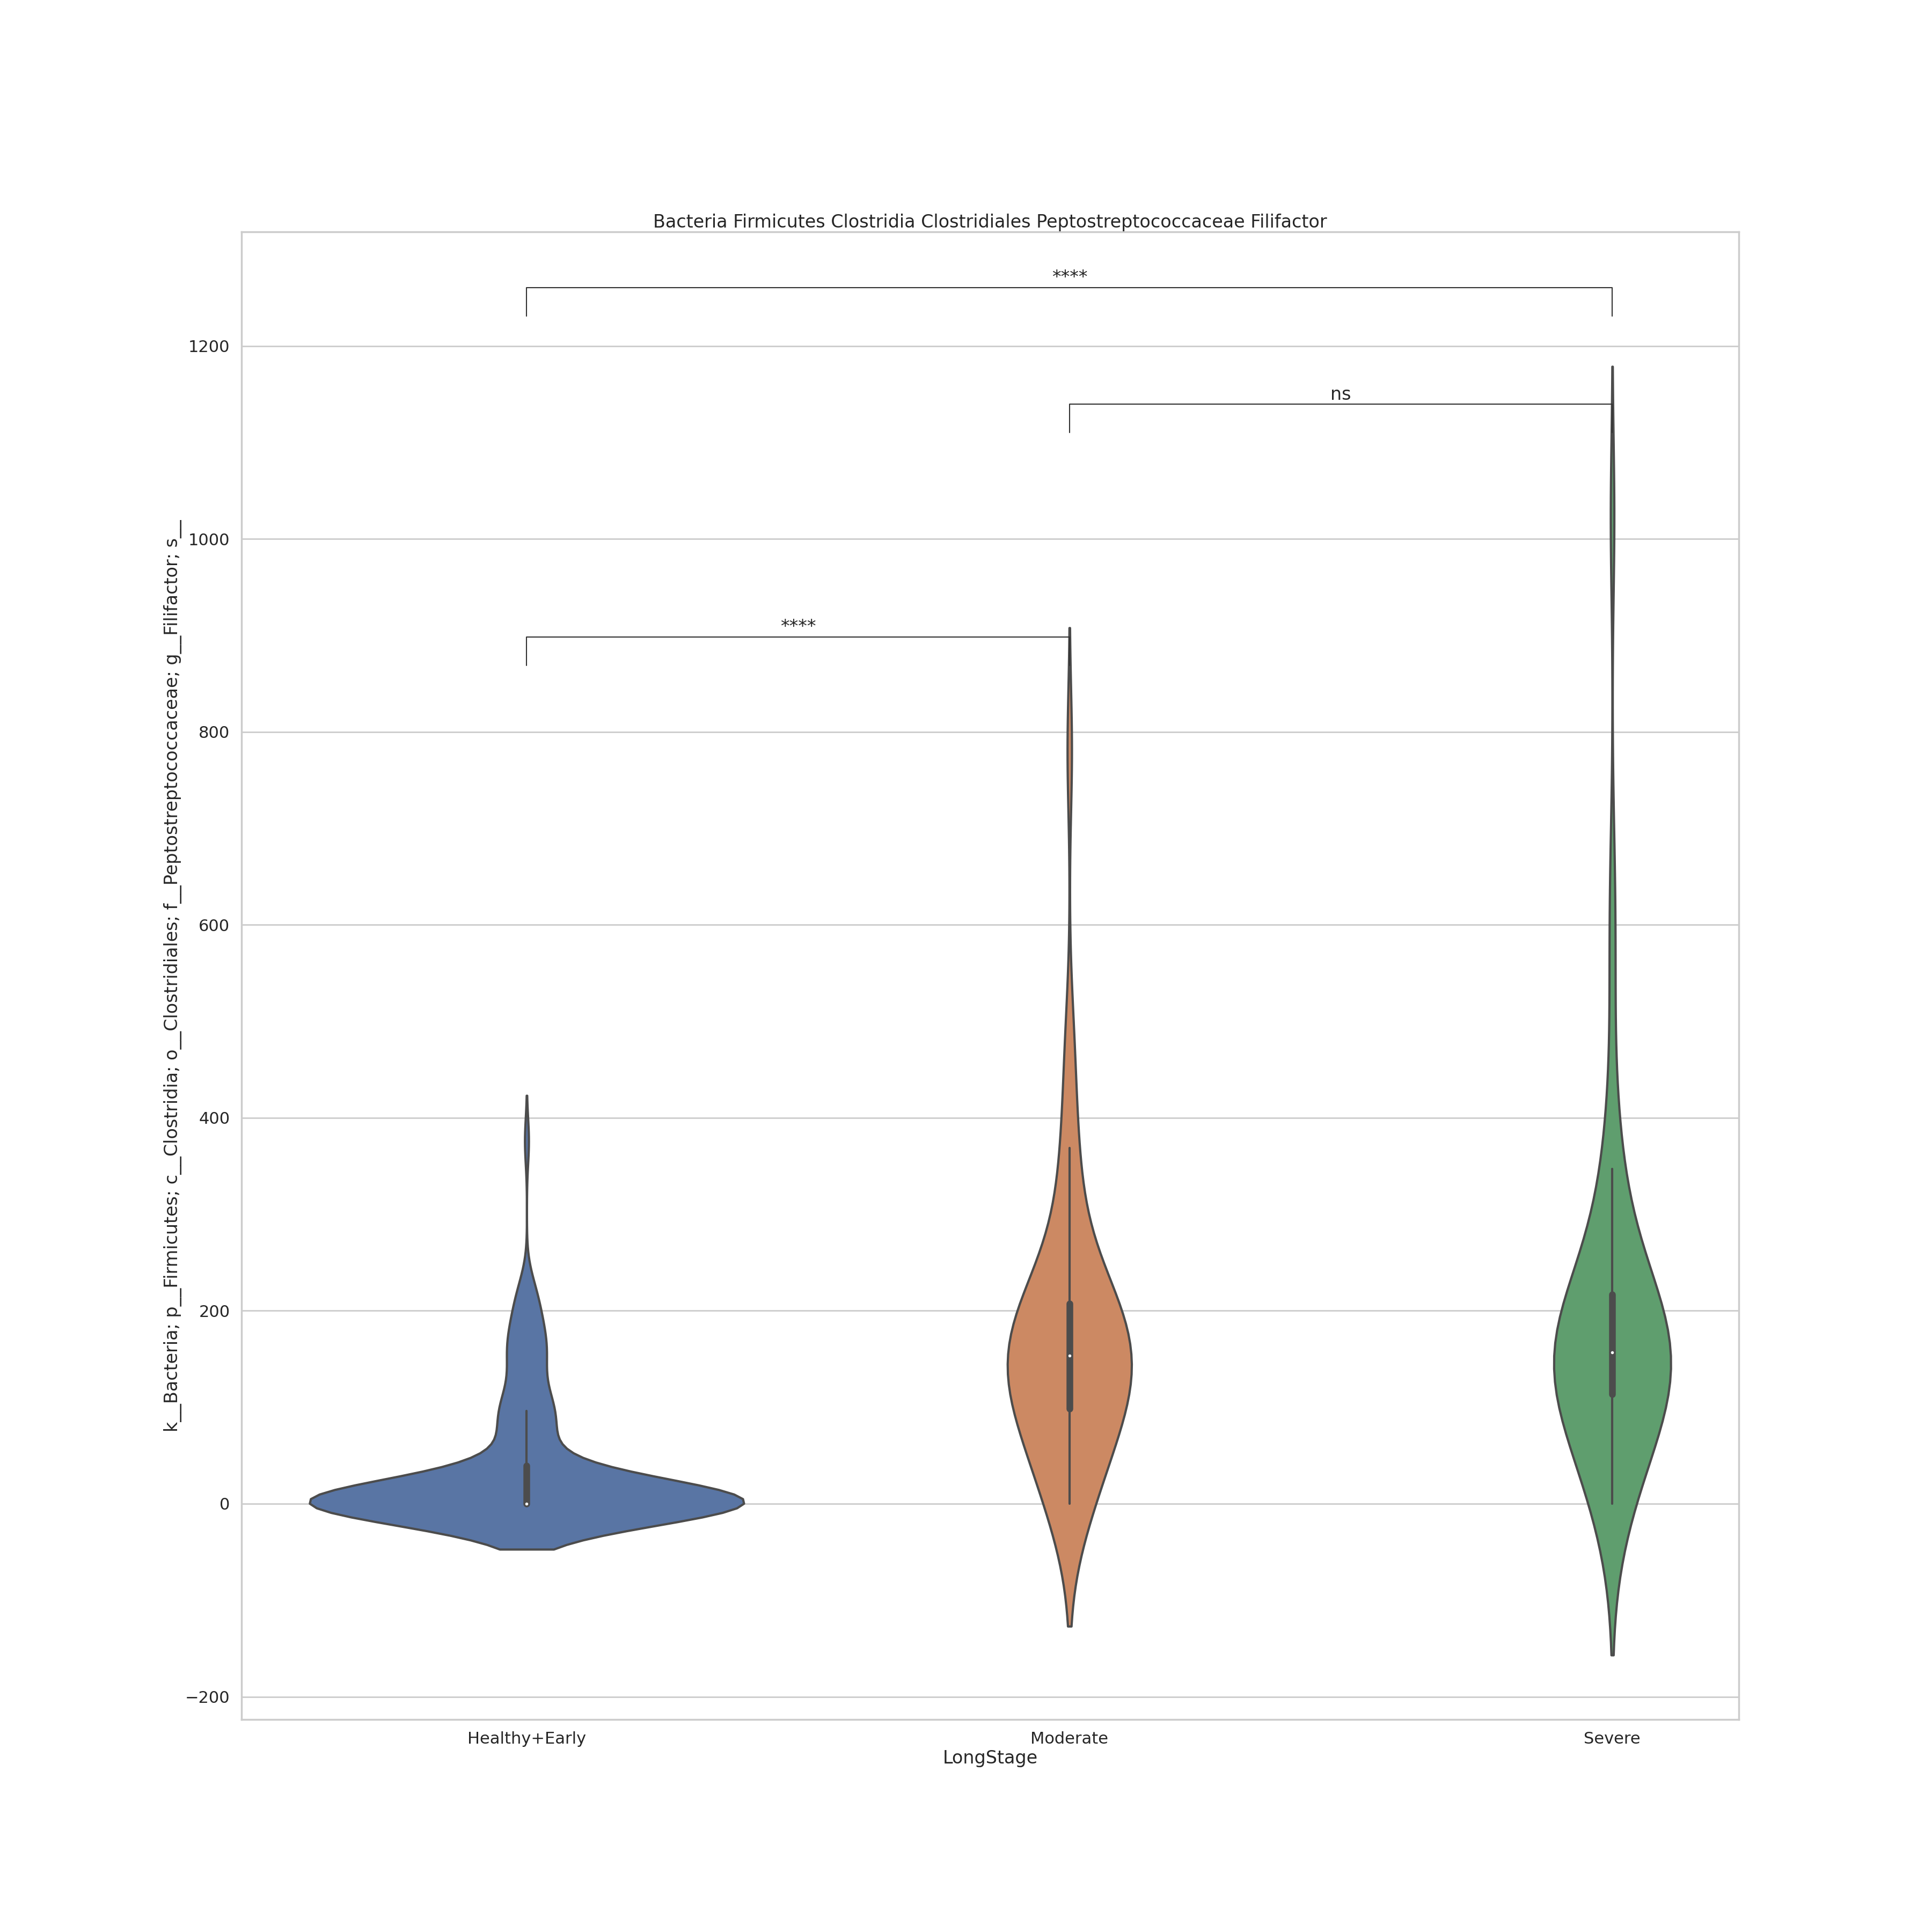 Bacteria Firmicutes Clostridia Clostridiales Peptostreptococcaceae Filifactor
****
ns
****
k__Bacteria; p__Firmicutes; c__Clostridia; o__Clostridiales; f__Peptostreptococcaceae; g__Filifactor; s__
1200
1000
800
600
400
200
0
−200
Healthy+Early
Moderate
Severe
LongStage